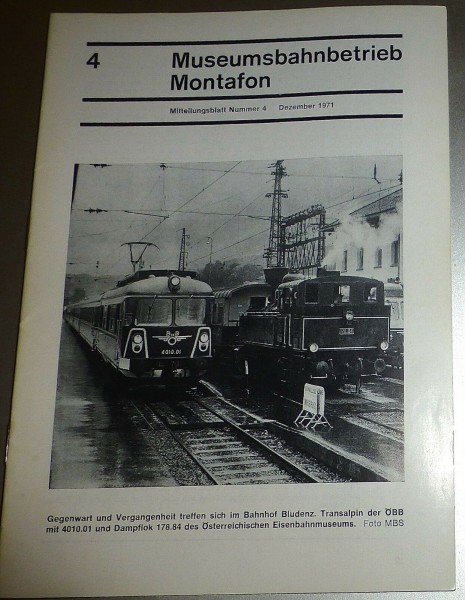 4 Museumsbahnbetrieb
Montafon
Mitteilungsblatt Nummer 4 Dezember 1971
4010.01
Gegenwart und Vergangenheit treffen sich im Bahnhof Bludenz. Transalpin der ÖBB
mit 4010.01 und Dampflok 178.84 des Österreichischen Eisenbahnmuseums. Foto MBS